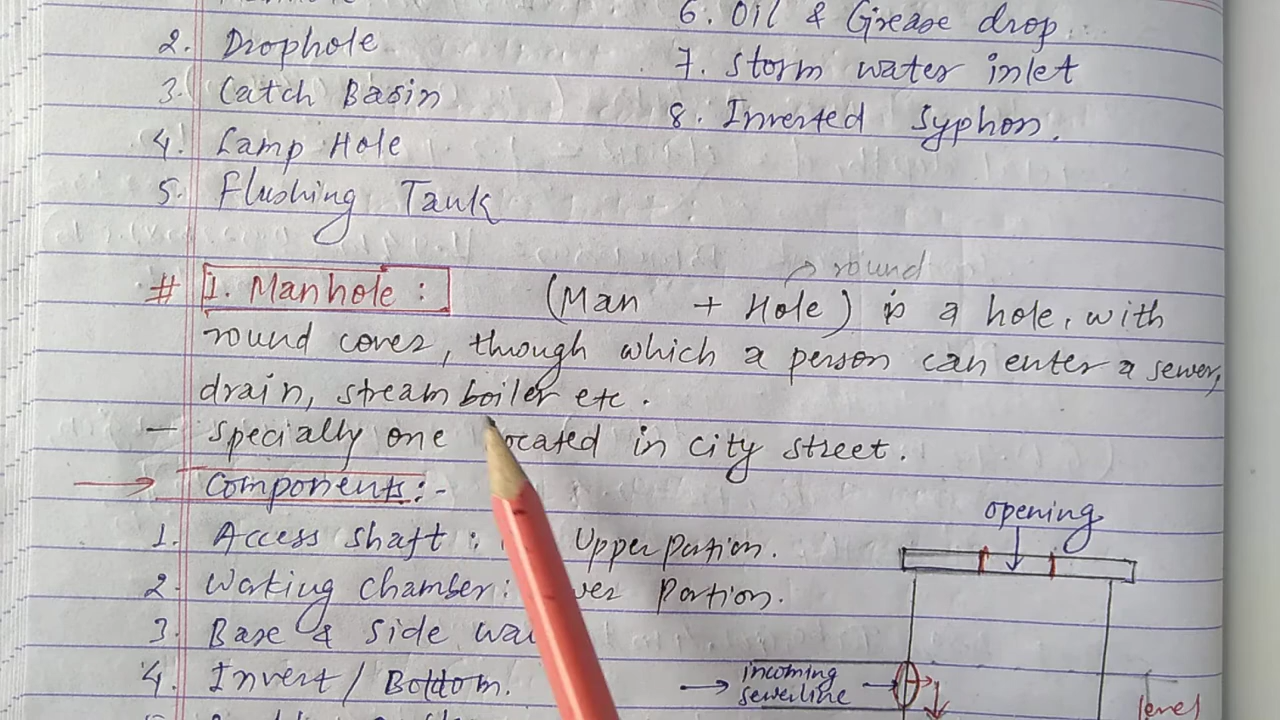 2. Drophole
3. Catch Basin
4. Lamp Hole
5. Flushing Tank
6. Oil & Grease drop
7. Storm water inlet
8. Inverted Syphon.
round
# 1. Manhole : (Man + Hole) is a hole, with
round cover, though which a person can enter a sewer,
drain, stream boiler etc.
- specially one located in city street.
Components :-
1. Access shaft : Upper portion.
2. Working chamber : Portion.
3. Base & side
4. Invert / Bottom.
opening
incoming
sewerline
level